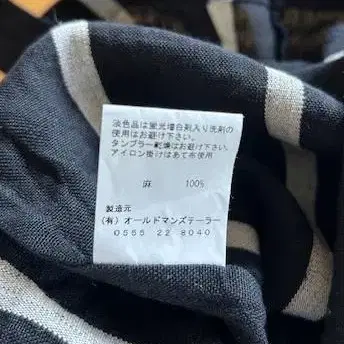 淡色品は蛍光増白剤入り洗剤の
使用はお避け下さい。
タンブラー乾燥はお避け下さい。
アイロン掛けはあて布使用
麻 100%
製造元
(有)オールドマンズテーラー
0555 22 8040